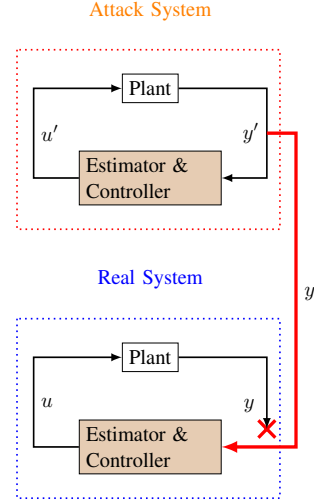 Attack System
Plant
u′
y′
Estimator &
Controller
y
Real System
Plant
u
y
Estimator &
Controller